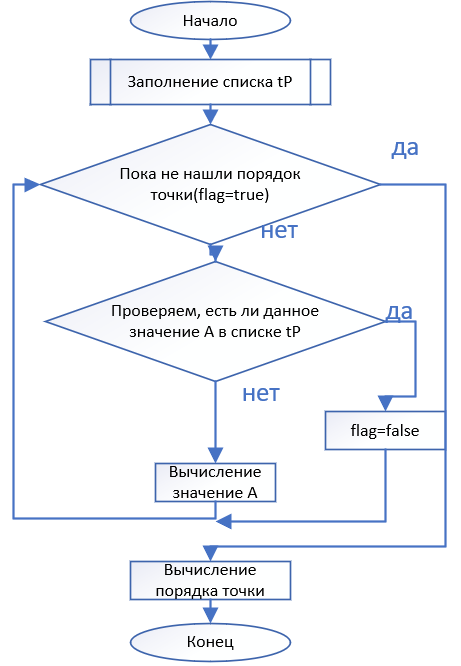 Начало
Заполнение списка tP
да
Пока не нашли порядок
точки(flag=true)
нет
Проверяем, есть ли данное
значение А в списке tP
да
нет
flag=false
Вычисление
значение А
Вычисление
порядка точки
Конец